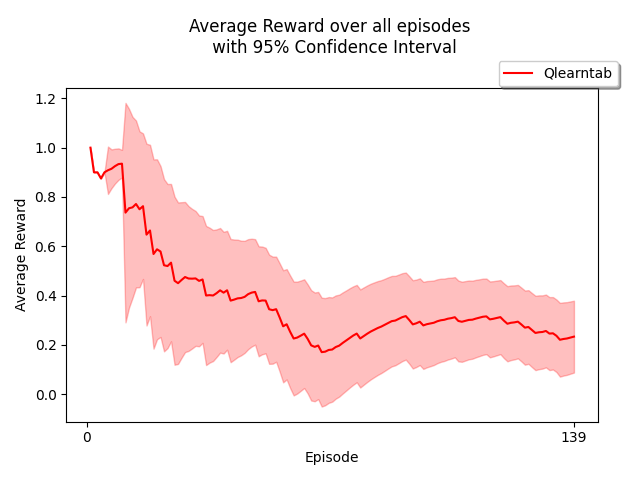 Average Reward over all episodes
with 95% Confidence Interval
Qlearntab
1.2
1.0
0.8
0.6
0.4
0.2
0.0
Average Reward
0
139
Episode